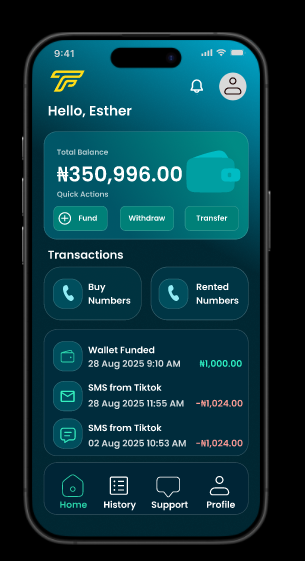 9:41
Hello, Esther
Total Balance
₦350,996.00
Quick Actions
Fund Withdraw Transfer
Transactions
Buy Numbers
Rented Numbers
Wallet Funded
28 Aug 2025 9:10 AM ₦1,000.00
SMS from Tiktok
28 Aug 2025 11:55 AM -₦1,024.00
SMS from Tiktok
02 Aug 2025 10:53 AM -₦1,024.00
Home History Support Profile